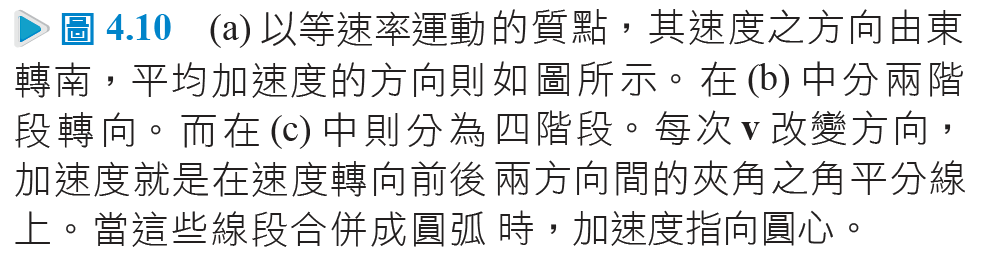 圖 4.10 (a) 以等速率運動的質點，其速度之方向由東
轉南，平均加速度的方向則如圖所示。在 (b) 中分兩階
段轉向。而在 (c) 中則分為四階段。每次 v 改變方向，
加速度就是在速度轉向前後兩方向間的夾角之角平分線
上。當這些線段合併成圓弧時，加速度指向圓心。